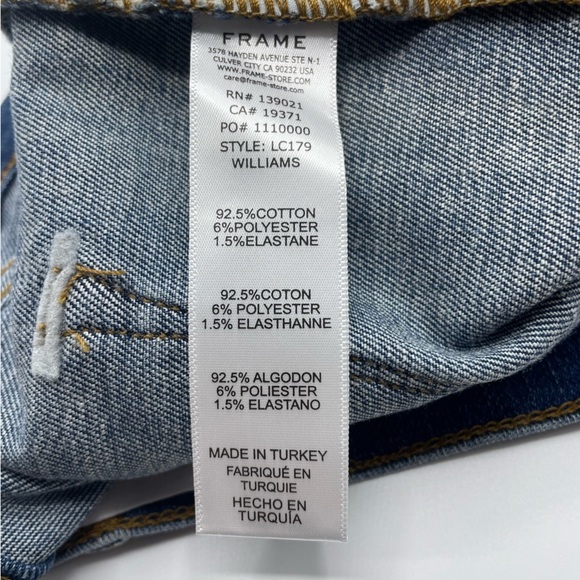 FRAME
3578 HAYDEN AVENUE STE N-1
CULVER CITY CA 90232 USA
WWW.FRAME-STORE.COM
care@frame-store.com
RN# 139021
CA# 19371
PO# 1110000
STYLE: LC179
WILLIAMS
92.5%COTTON
6%POLYESTER
1.5%ELASTANE
92.5%COTON
6% POLYESTER
1.5% ELASTHANNE
92.5% ALGODON
6% POLIESTER
1.5% ELASTANO
MADE IN TURKEY
FABRIQUÉ EN
TURQUIE
HECHO EN
TURQUÍA